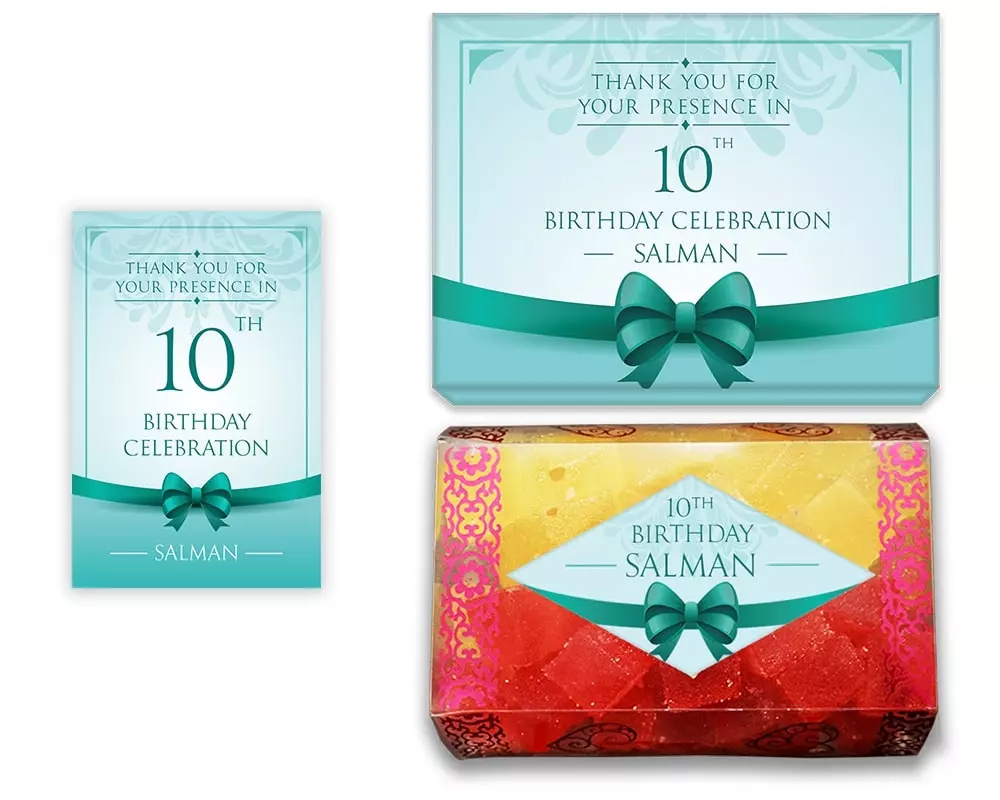 THANK YOU FOR
YOUR PRESENCE IN
10TH
BIRTHDAY
CELEBRATION
SALMAN
THANK YOU FOR
YOUR PRESENCE IN
10TH
BIRTHDAY CELEBRATION
SALMAN
10TH
BIRTHDAY
SALMAN